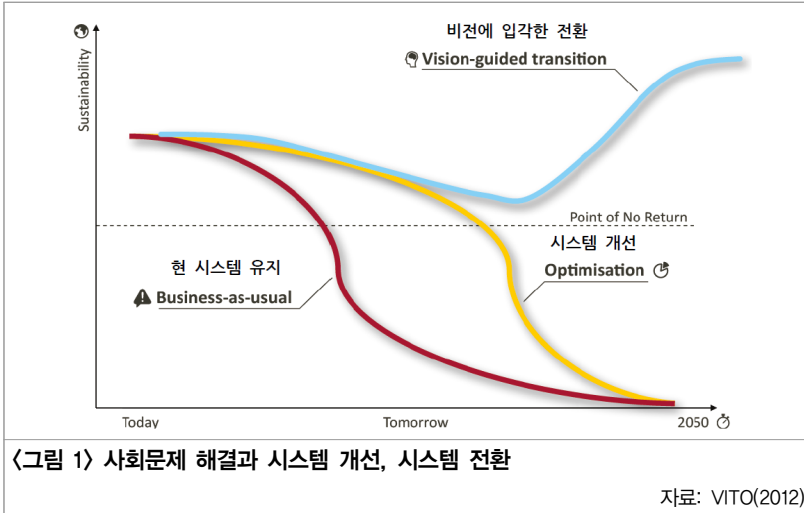 Sustainability
비전에 입각한 전환
Vision-guided transition
Point of No Return
시스템 개선
Optimisation
현 시스템 유지
Business-as-usual
Today
Tomorrow
2050
<그림 1> 사회문제 해결과 시스템 개선, 시스템 전환
자료: VITO(2012)